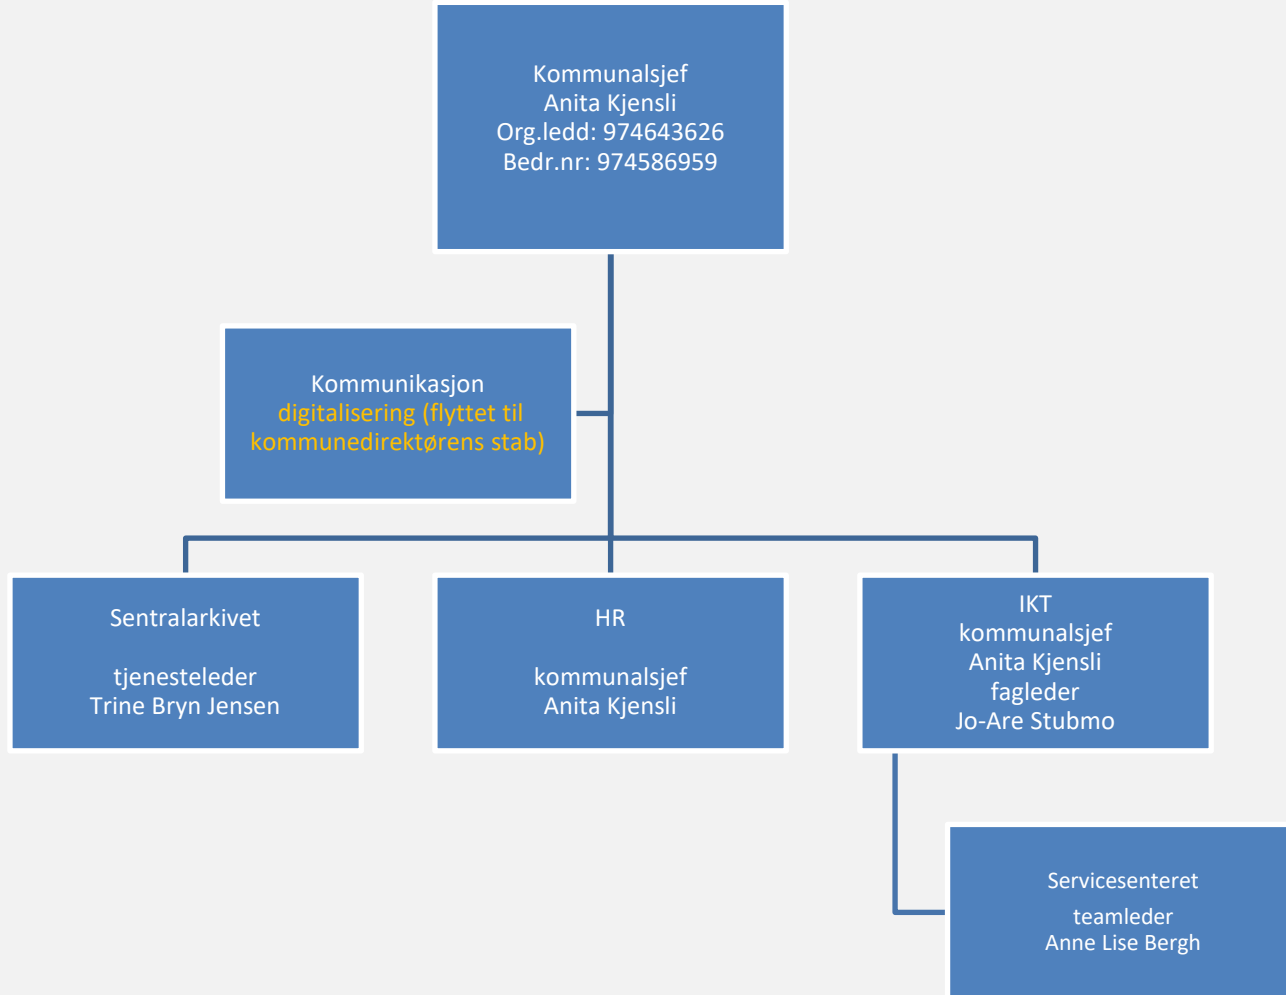 Kommunalsjef
Anita Kjensli
Org.ledd: 974643626
Bedr.nr: 974586959
Kommunikasjon
digitalisering (flyttet til
kommunedirektørens stab)
Sentralarkivet
tjenesteleder
Trine Bryn Jensen
HR
kommunalsjef
Anita Kjensli
IKT
kommunalsjef
Anita Kjensli
fagleder
Jo-Are Stubmo
Servicesenteret
teamleder
Anne Lise Bergh